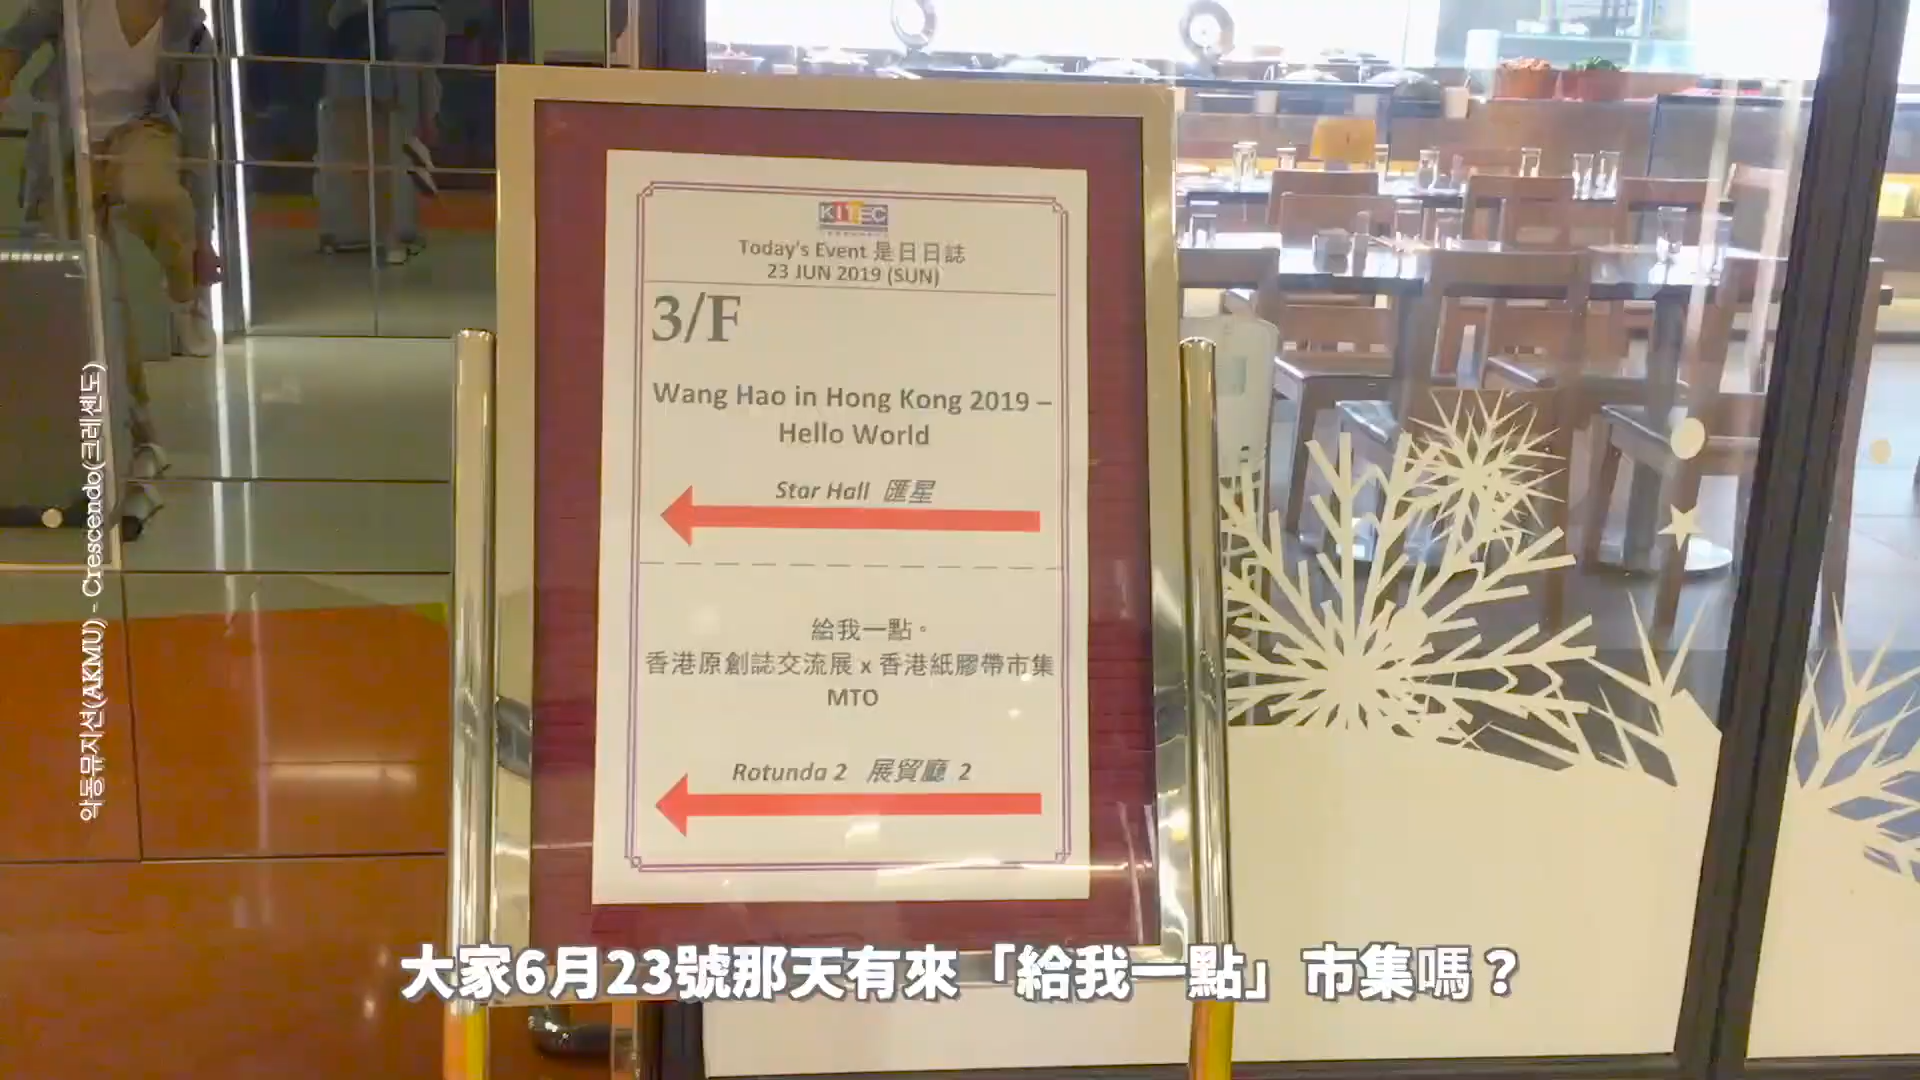 KITEC
Today's Event 是日日誌
23 JUN 2019 (SUN)
3/F
Wang Hao in Hong Kong 2019 –
Hello World
Star Hall 匯星
給我一點。
香港原創誌交流展 x 香港紙膠帶市集
MTO
Rotunda 2 展貿廳 2
악동뮤지션(AKMU) - Crescendo(크레센도)
大家6月23號那天有來「給我一點」市集嗎？